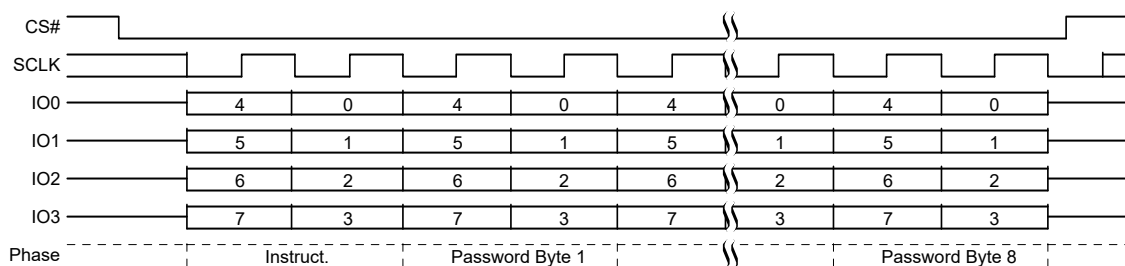 CS#
SCLK
IO0 4 0 4 0 4 0 4 0
IO1 5 1 5 1 5 1 5 1
IO2 6 2 6 2 6 2 6 2
IO3 7 3 7 3 7 3 7 3
Phase Instruct. Password Byte 1 Password Byte 8